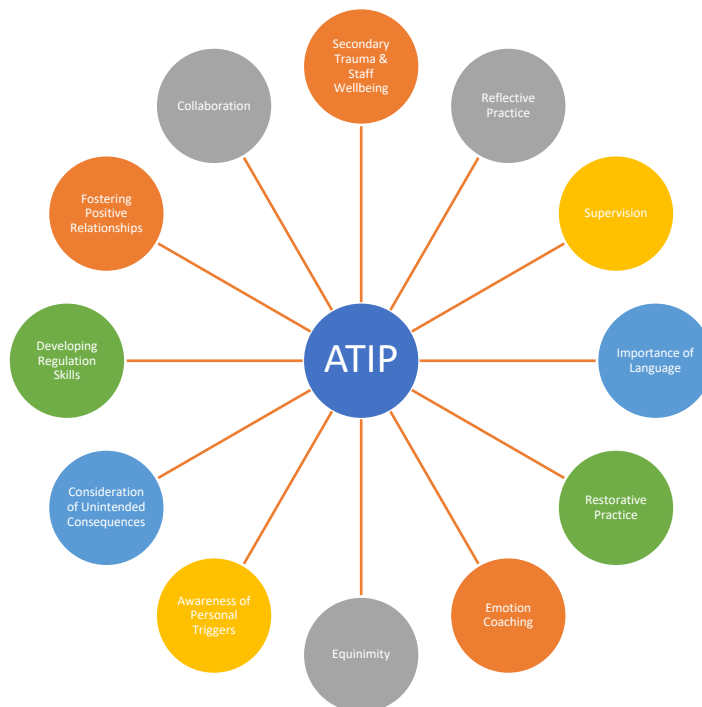 Secondary
Trauma &
Staff
Wellbeing
Reflective
Practice
Supervision
Importance of
Language
Restorative
Practice
Emotion
Coaching
Equinimity
Awareness of
Personal
Triggers
Consideration
of Unintended
Consequences
Developing
Regulation
Skills
Fostering
Positive
Relationships
Collaboration
ATIP